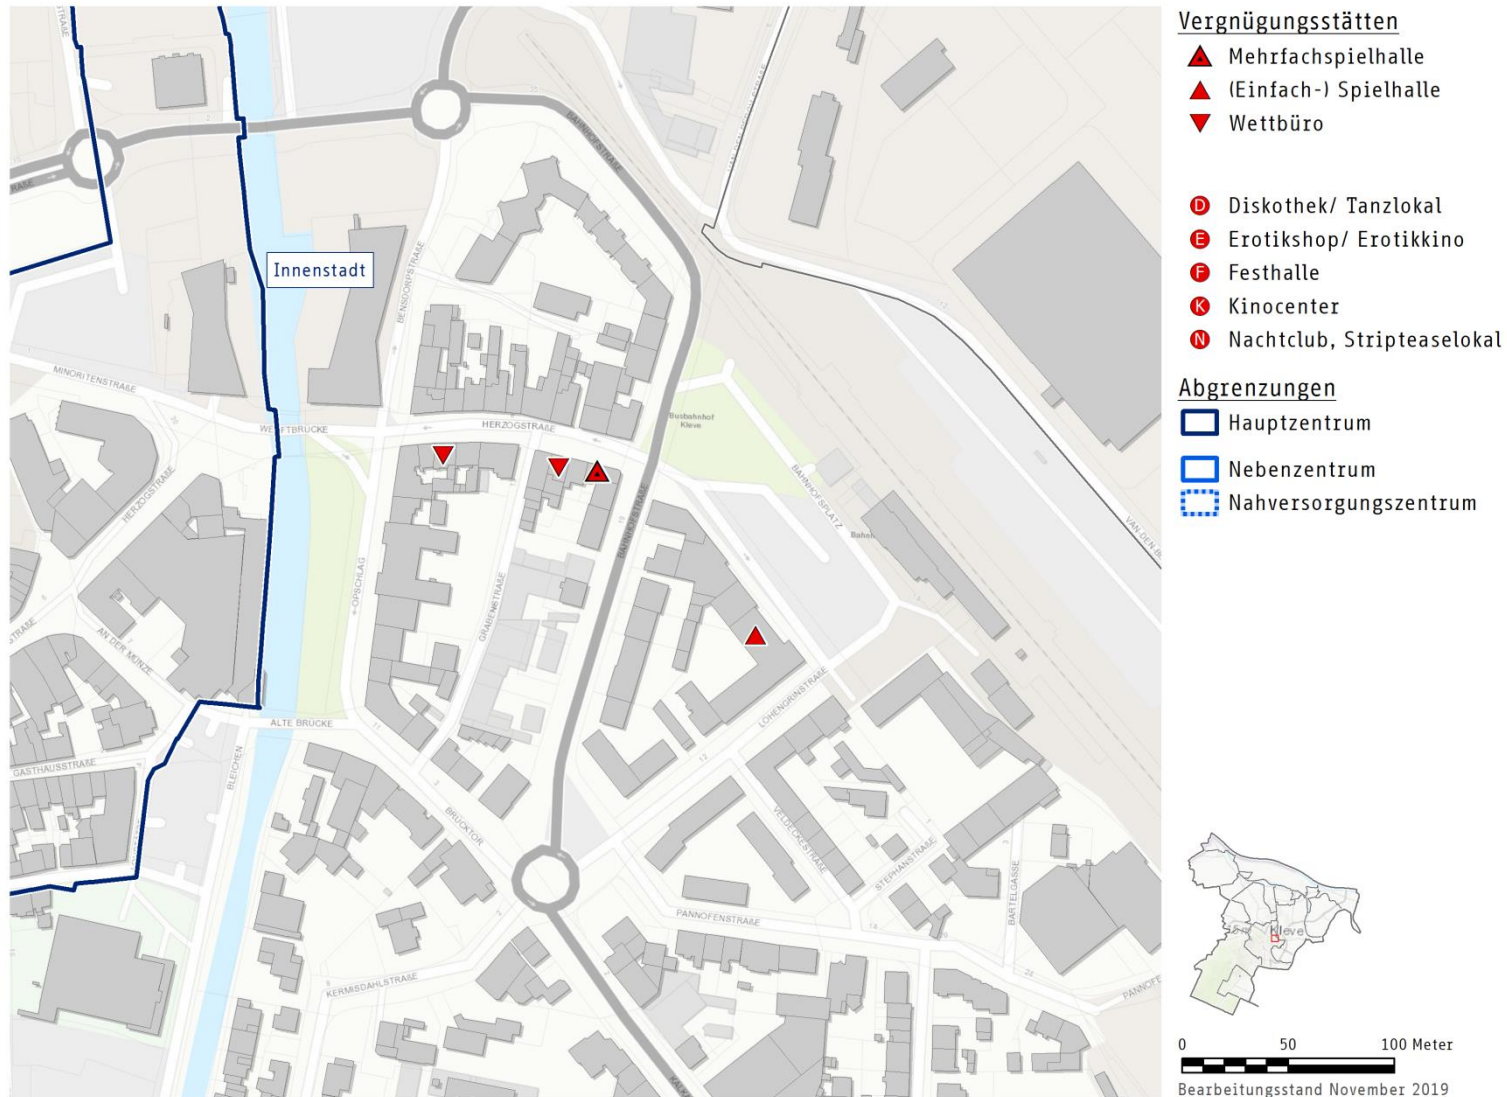 Vergnügungsstätten
Mehrfachspielhalle
(Einfach-) Spielhalle
Wettbüro
D Diskothek/ Tanzlokal
E Erotikshop/ Erotikkino
F Festhalle
K Kinocenter
N Nachtclub, Stripteaselokal
Abgrenzungen
Hauptzentrum
Nebenzentrum
Nahversorgungszentrum
Innenstadt
BAHNHOFSTRAßE
BENSDORPSTRAßE
MINORITENSTRAßE
HERZOGSTRAßE
Busbahnhof
Kleve
HERZOGSTRAßE
BAHNHOFSPLATZ
BAHNHOFSTRAßE
OPSCHLAG
GRABENSTRAßE
AN DER MÜNZE
LOHENGRINSTRAßE
ALTE BRÜCKE
GASTHAUSSTRAßE
BLEICHEN
BRÜCKTOR
VELDECKESTRAßE
STEPHANSTRAßE
BARTELGASSE
PANNOFENSTRAßE
KERMISDAHLSTRAßE
Kleve
0 50 100 Meter
Bearbeitungsstand November 2019